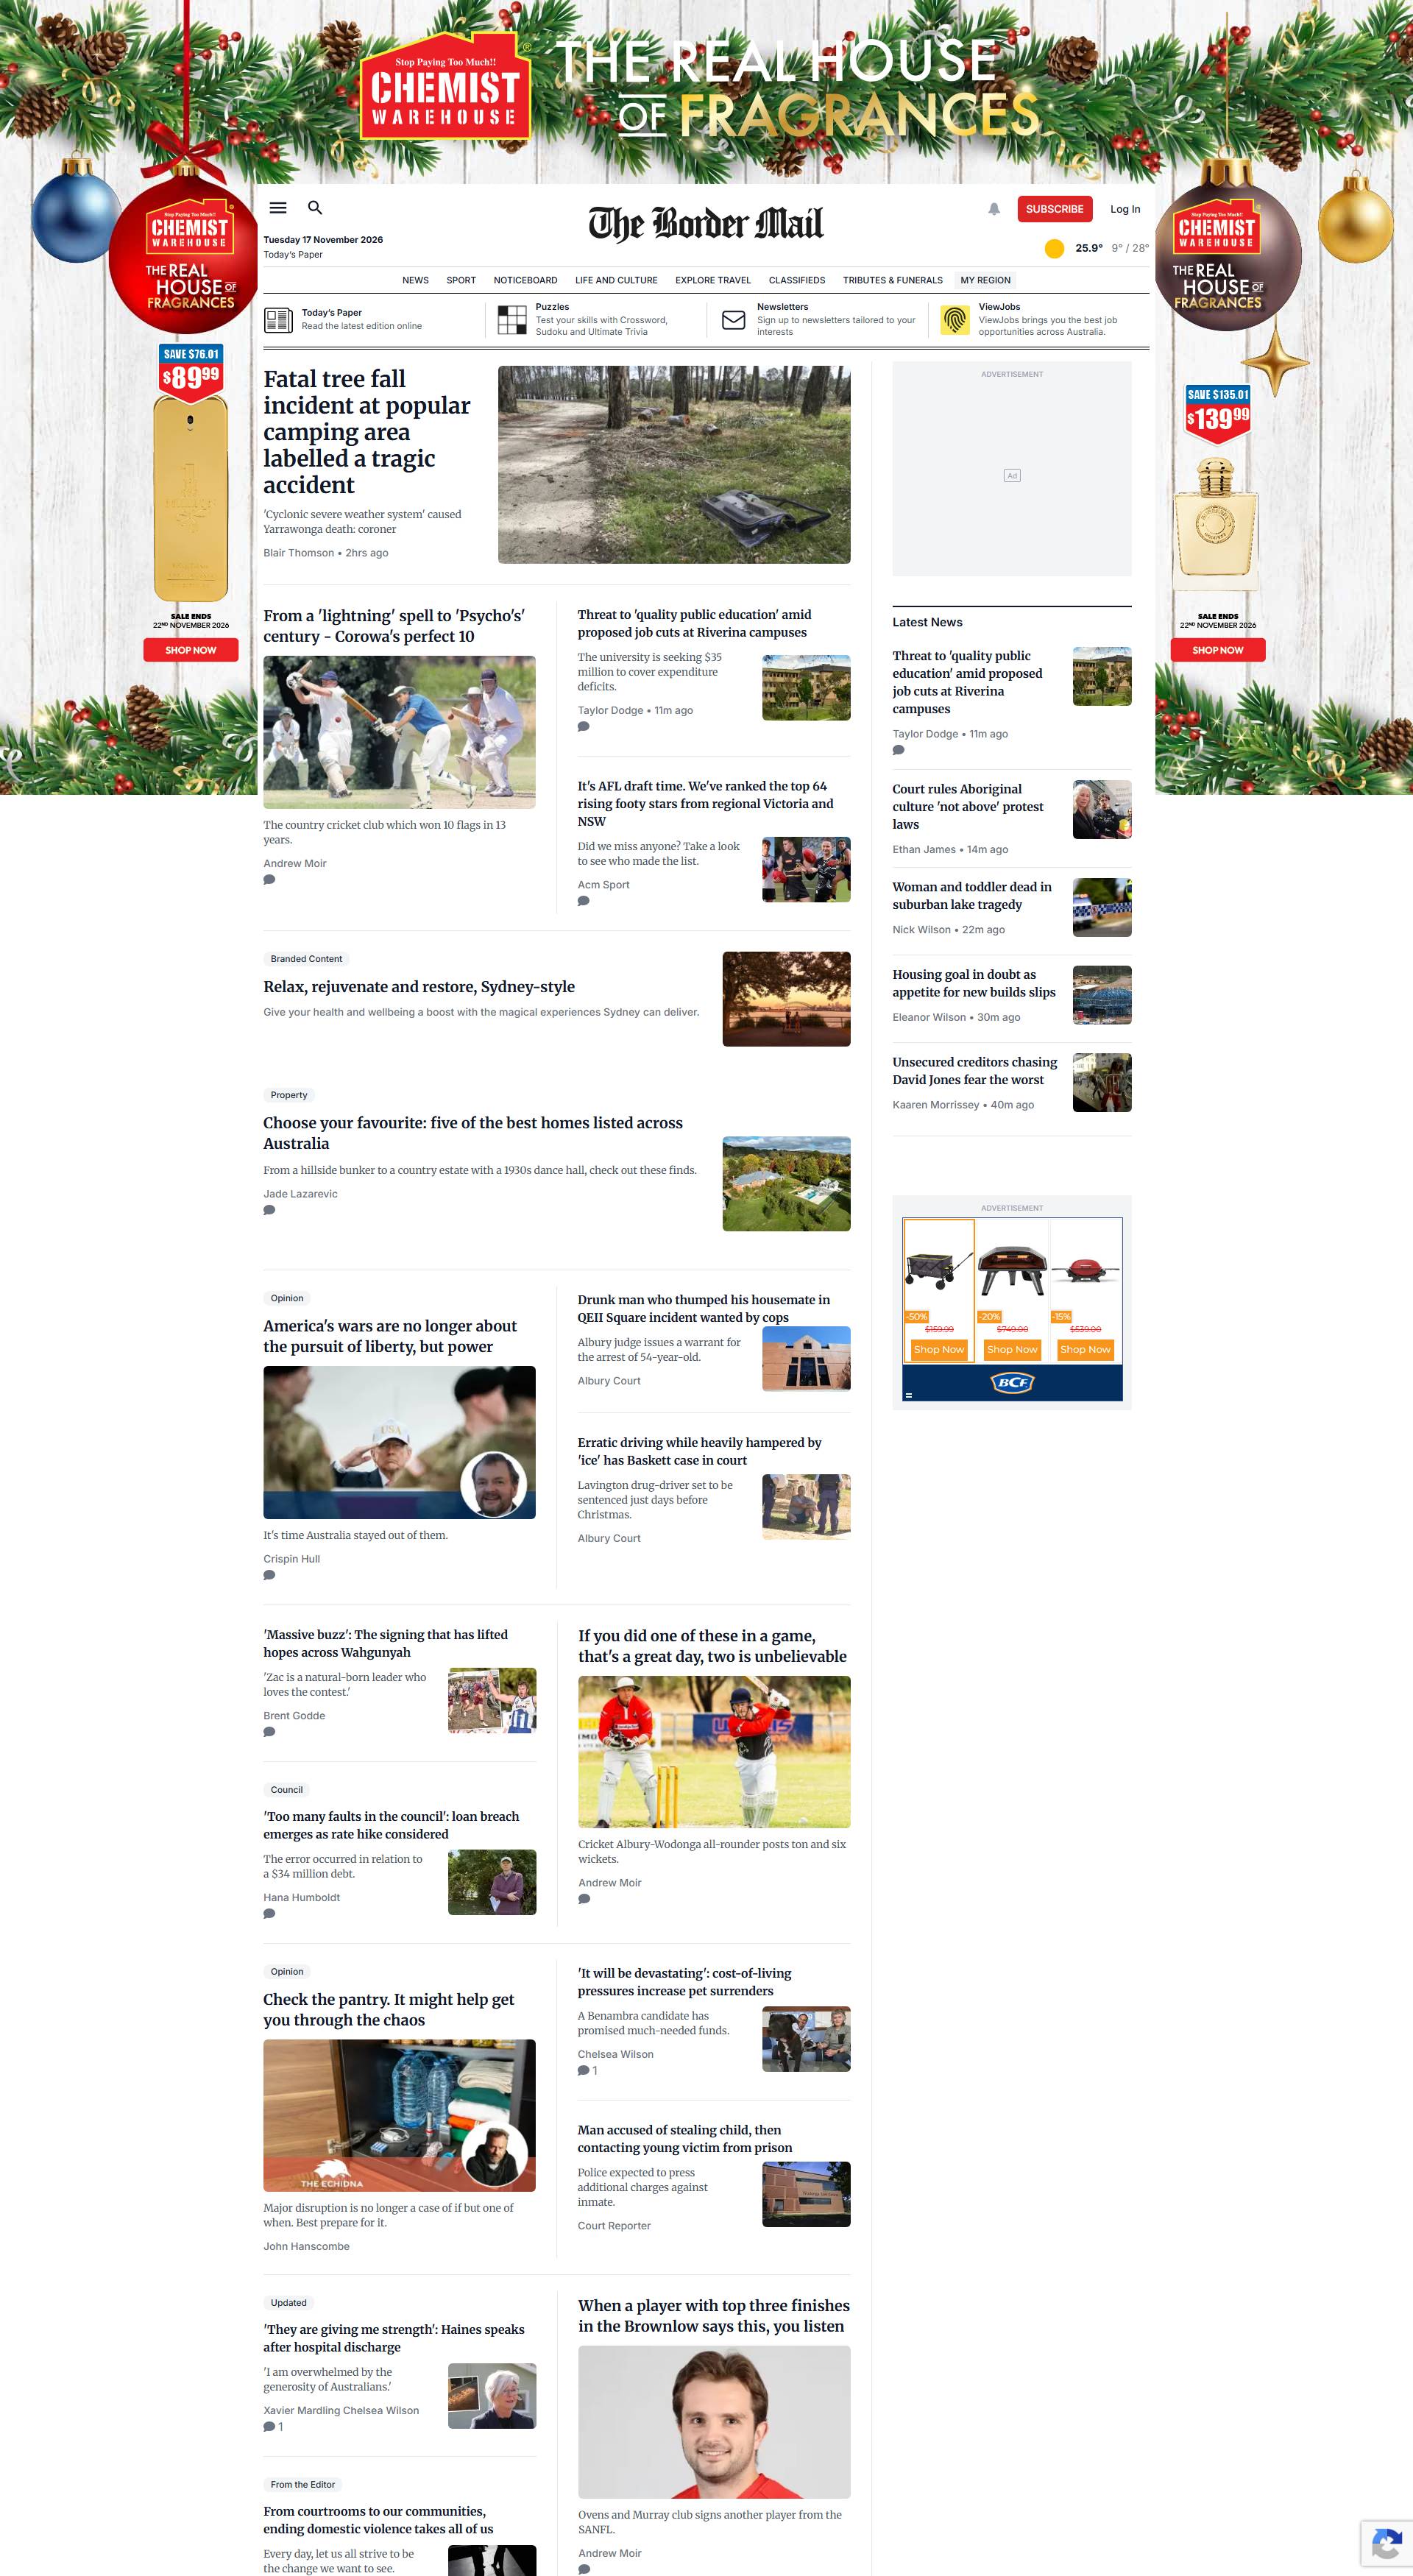 Stop Paying Too Much!!
CHEMIST
WAREHOUSE
THE REAL HOUSE
OF FRAGRANCES
Stop Paying Too Much!!
CHEMIST
WAREHOUSE
THE REAL
HOUSE OF
FRAGRANCES
SAVE $76.01
$89.99
SALE ENDS
22ND NOVEMBER 2026
SHOP NOW
Stop Paying Too Much!!
CHEMIST
WAREHOUSE
THE REAL
HOUSE OF
FRAGRANCES
SAVE $135.01
$139.99
SALE ENDS
22ND NOVEMBER 2026
SHOP NOW
The Border Mail
SUBSCRIBE
Log In
Tuesday 17 November 2026
Today's Paper
25.9° 9° / 28°
NEWS SPORT NOTICEBOARD LIFE AND CULTURE EXPLORE TRAVEL CLASSIFIEDS TRIBUTES & FUNERALS MY REGION
Today's Paper
Read the latest edition online
Puzzles
Test your skills with Crossword,
Sudoku and Ultimate Trivia
Newsletters
Sign up to newsletters tailored to your
interests
ViewJobs
ViewJobs brings you the best job
opportunities across Australia.
Fatal tree fall
incident at popular
camping area
labelled a tragic
accident
'Cyclonic severe weather system' caused
Yarrawonga death: coroner
Blair Thomson • 2hrs ago
From a 'lightning' spell to 'Psycho's'
century - Corowa's perfect 10
The country cricket club which won 10 flags in 13
years.
Andrew Moir
Threat to 'quality public education' amid
proposed job cuts at Riverina campuses
The university is seeking $35
million to cover expenditure
deficits.
Taylor Dodge • 11m ago
It's AFL draft time. We've ranked the top 64
rising footy stars from regional Victoria and
NSW
Did we miss anyone? Take a look
to see who made the list.
Acm Sport
Branded Content
Relax, rejuvenate and restore, Sydney-style
Give your health and wellbeing a boost with the magical experiences Sydney can deliver.
Property
Choose your favourite: five of the best homes listed across
Australia
From a hillside bunker to a country estate with a 1930s dance hall, check out these finds.
Jade Lazarevic
Opinion
America's wars are no longer about
the pursuit of liberty, but power
USA
It's time Australia stayed out of them.
Crispin Hull
Drunk man who thumped his housemate in
QEII Square incident wanted by cops
Albury judge issues a warrant for
the arrest of 54-year-old.
Albury Court
Erratic driving while heavily hampered by
'ice' has Baskett case in court
Lavington drug-driver set to be
sentenced just days before
Christmas.
Albury Court
'Massive buzz': The signing that has lifted
hopes across Wahgunyah
'Zac is a natural-born leader who
loves the contest.'
Brent Godde
Council
'Too many faults in the council': loan breach
emerges as rate hike considered
The error occurred in relation to
a $34 million debt.
Hana Humboldt
If you did one of these in a game,
that's a great day, two is unbelievable
Cricket Albury-Wodonga all-rounder posts ton and six
wickets.
Andrew Moir
Opinion
Check the pantry. It might help get
you through the chaos
THE ECHIDNA
Major disruption is no longer a case of if but one of
when. Best prepare for it.
John Hanscombe
'It will be devastating': cost-of-living
pressures increase pet surrenders
A Benambra candidate has
promised much-needed funds.
Chelsea Wilson
1
Man accused of stealing child, then
contacting young victim from prison
Police expected to press
additional charges against
inmate.
Court Reporter
Updated
'They are giving me strength': Haines speaks
after hospital discharge
'I am overwhelmed by the
generosity of Australians.'
Xavier Mardling Chelsea Wilson
1
From the Editor
From courtrooms to our communities,
ending domestic violence takes all of us
Every day, let us all strive to be
the change we want to see.
When a player with top three finishes
in the Brownlow says this, you listen
Ovens and Murray club signs another player from the
SANFL.
Andrew Moir
ADVERTISEMENT
Ad
Latest News
Threat to 'quality public
education' amid proposed
job cuts at Riverina
campuses
Taylor Dodge • 11m ago
Court rules Aboriginal
culture 'not above' protest
laws
Ethan James • 14m ago
Woman and toddler dead in
suburban lake tragedy
Nick Wilson • 22m ago
Housing goal in doubt as
appetite for new builds slips
Eleanor Wilson • 30m ago
Unsecured creditors chasing
David Jones fear the worst
Kaaren Morrissey • 40m ago
ADVERTISEMENT
-50% -20% -15%
$159.99 $749.00 $539.00
Shop Now Shop Now Shop Now
BCF